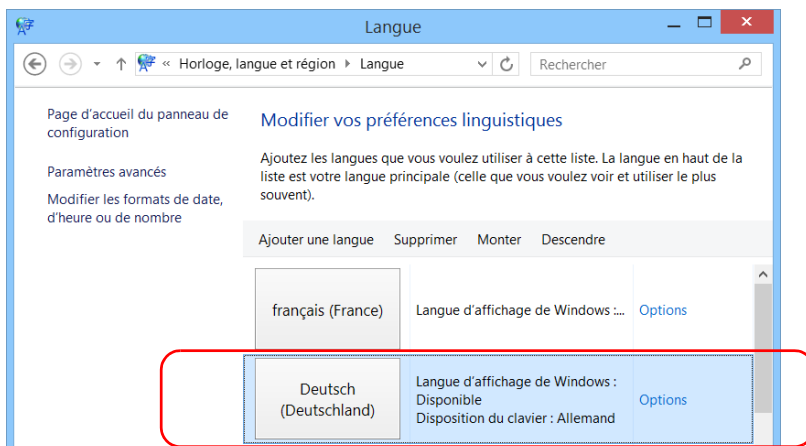 Langue
« Horloge, langue et région ▸ Langue
Rechercher
Page d'accueil du panneau de
configuration
Paramètres avancés
Modifier les formats de date,
d'heure ou de nombre
Modifier vos préférences linguistiques
Ajoutez les langues que vous voulez utiliser à cette liste. La langue en haut de la
liste est votre langue principale (celle que vous voulez voir et utiliser le plus
souvent).
Ajouter une langue Supprimer Monter Descendre
français (France)
Langue d'affichage de Windows :...
Options
Deutsch
(Deutschland)
Langue d'affichage de Windows :
Disponible
Disposition du clavier : Allemand
Options